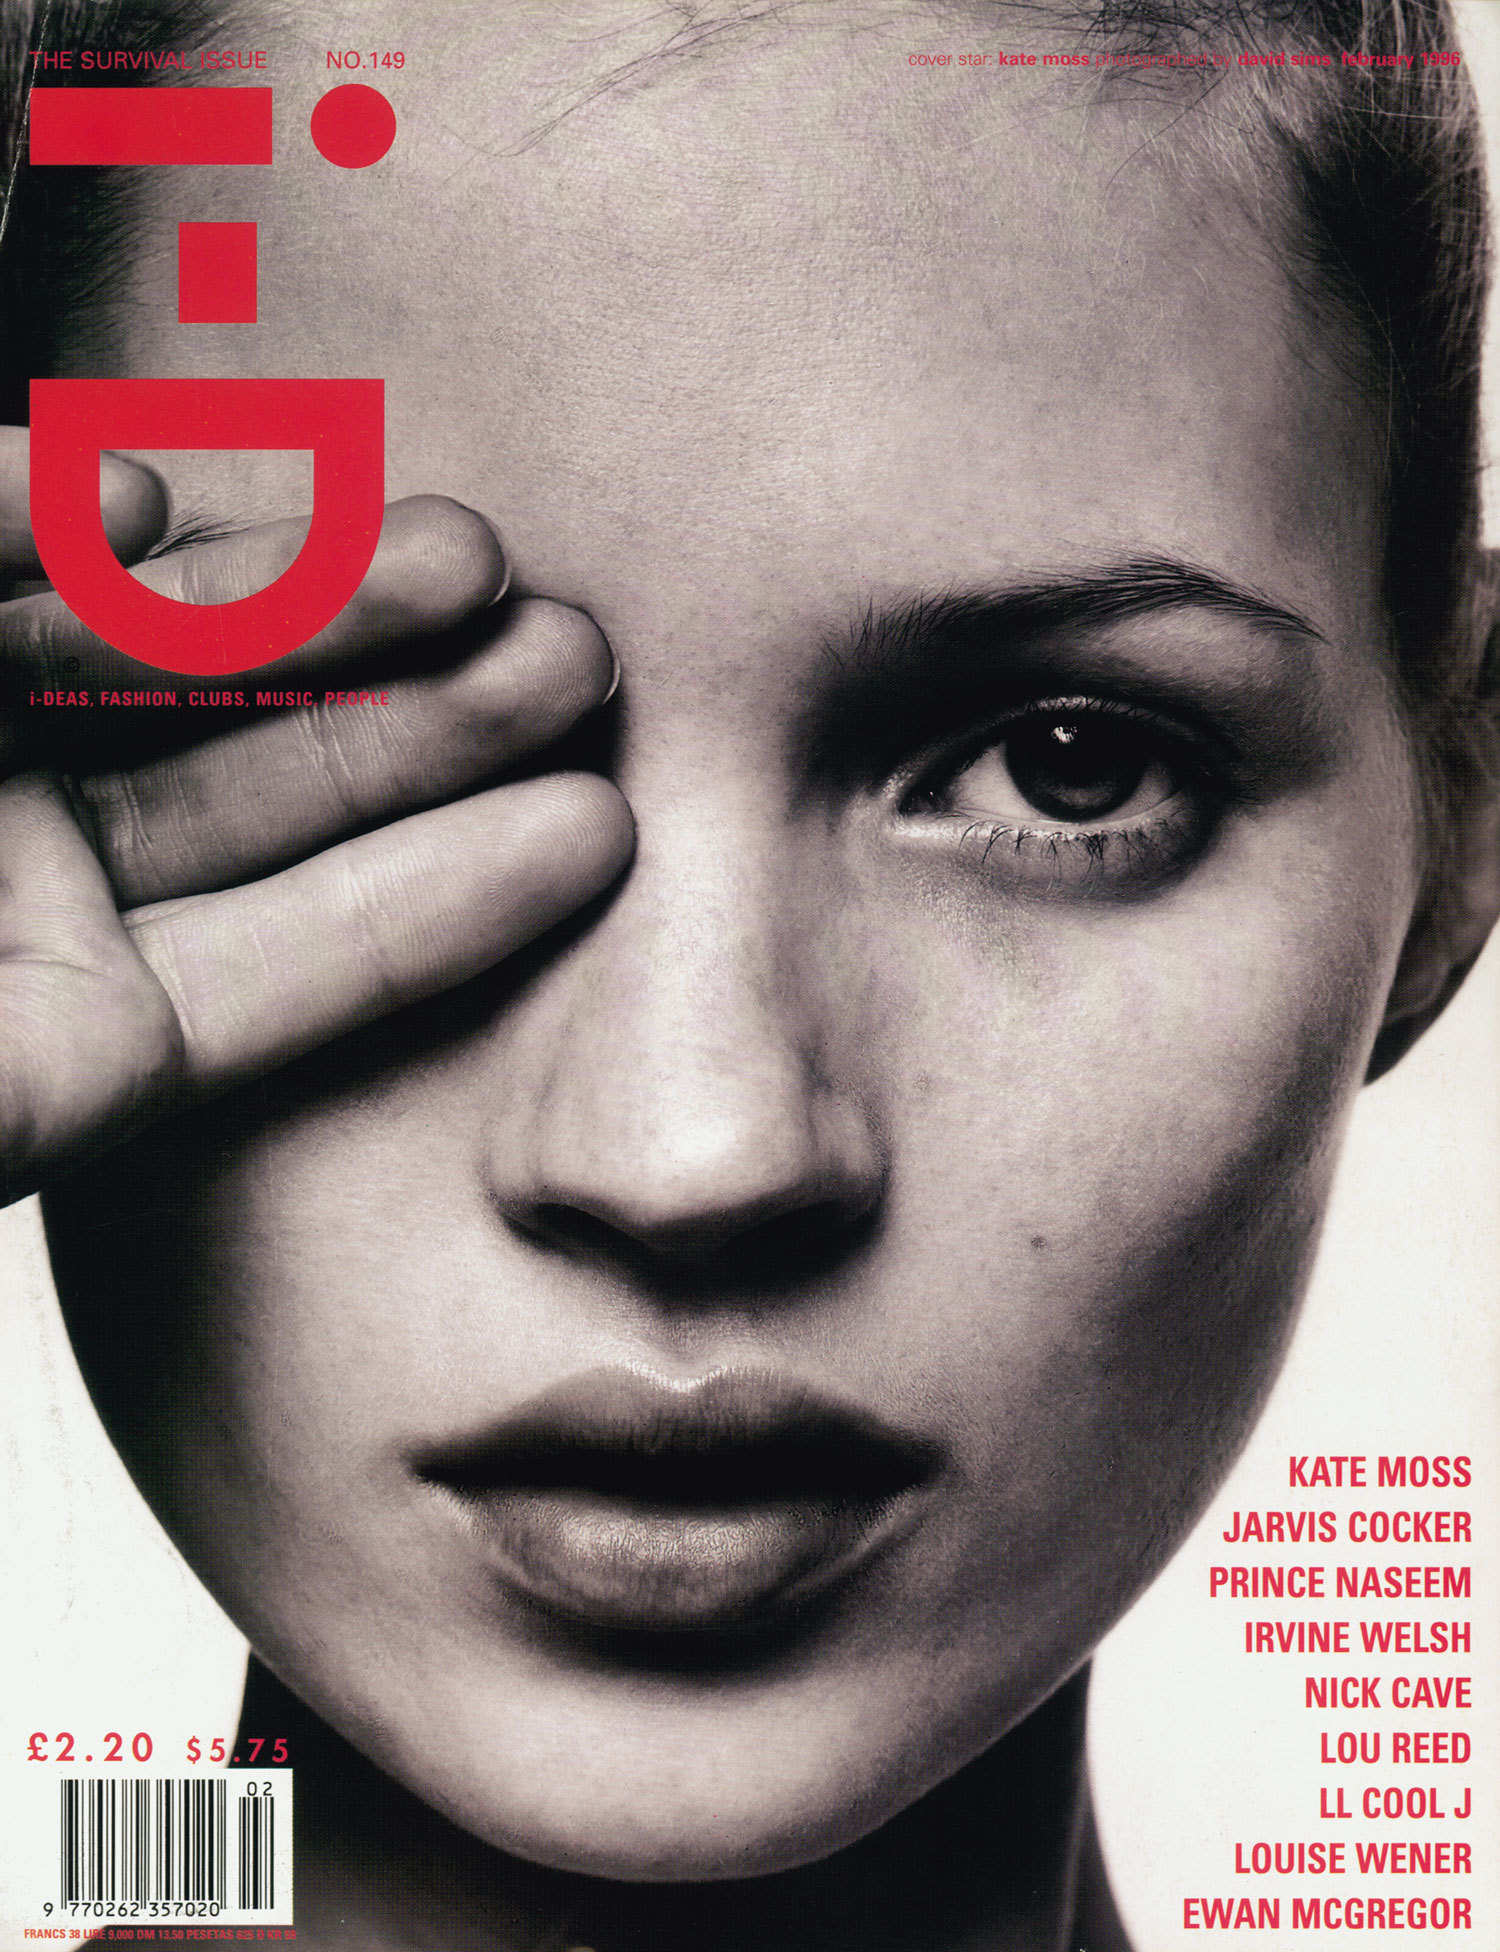 THE SURVIVAL ISSUE NO.149
cover star: kate moss photographed by david sims february 1996
i-D
©
i-DEAS, FASHION, CLUBS, MUSIC, PEOPLE
KATE MOSS
JARVIS COCKER
PRINCE NASEEM
IRVINE WELSH
NICK CAVE
LOU REED
LL COOL J
LOUISE WENER
EWAN MCGREGOR
£2.20 $5.75
02
9 770262 357020
FRANCS 38 LIRE 9,000 DM 13,50 PESETAS